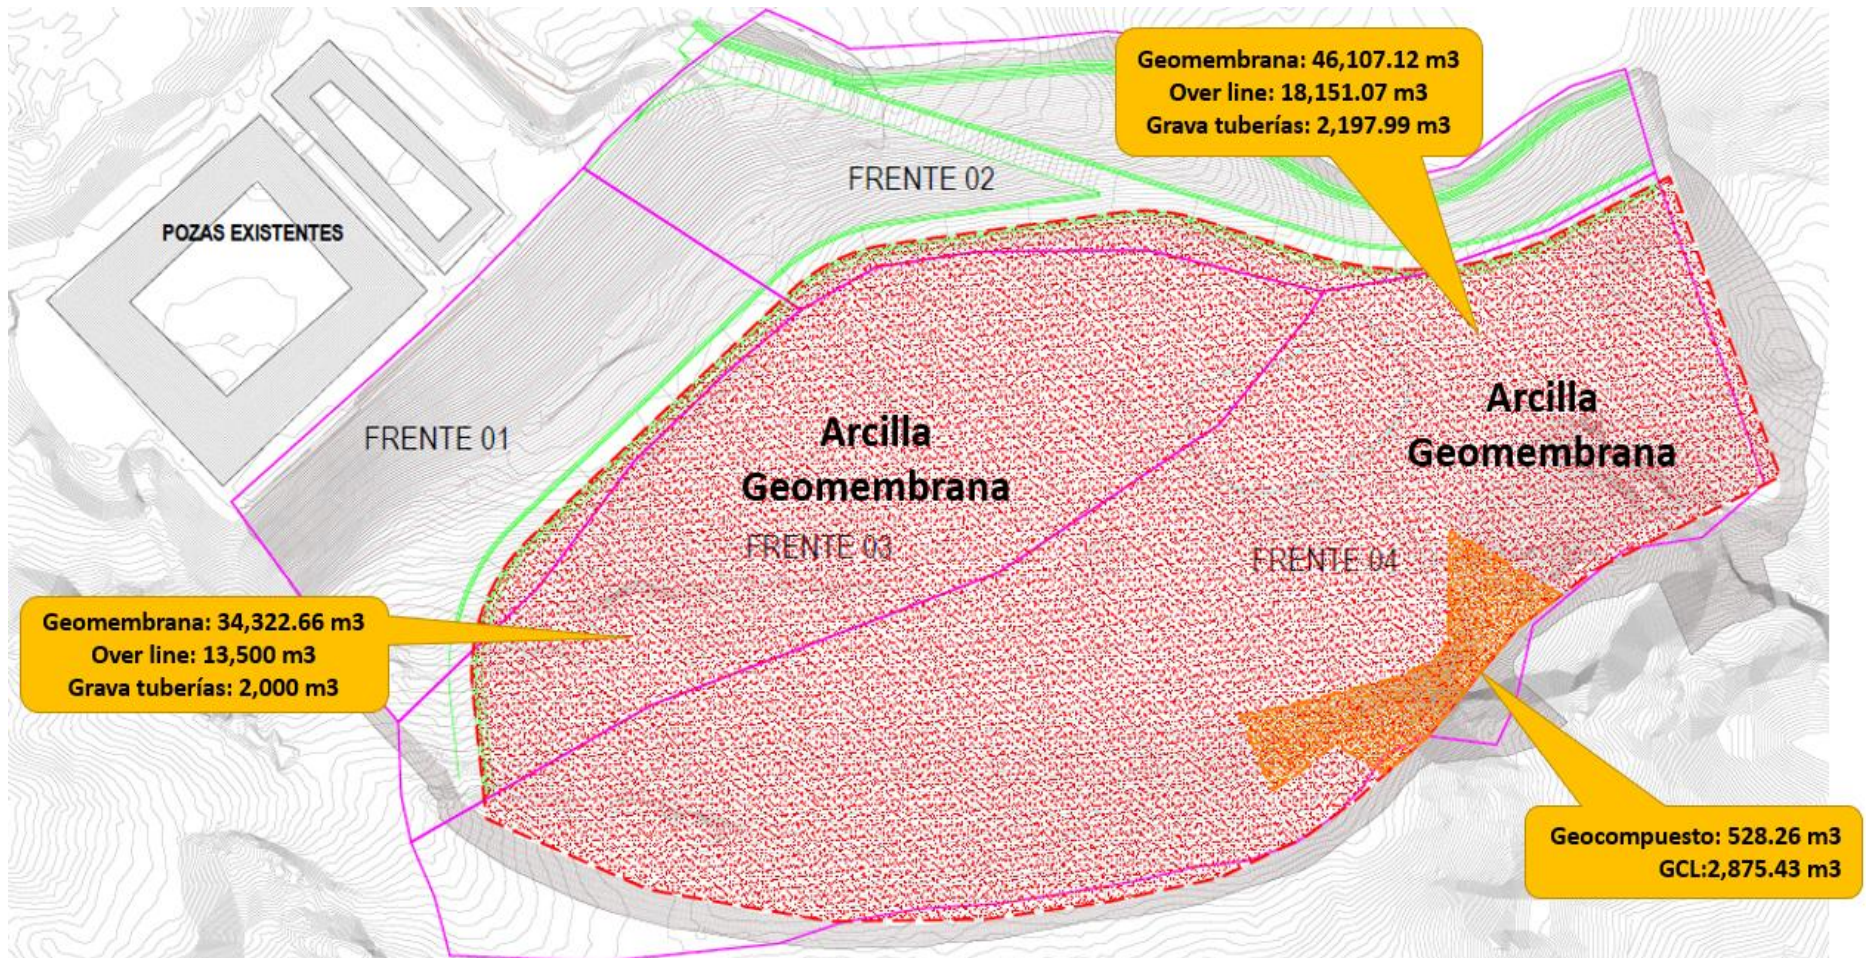 Geomembrana: 46,107.12 m3
Over line: 18,151.07 m3
Grava tuberías: 2,197.99 m3
FRENTE 02
POZAS EXISTENTES
FRENTE 01
Arcilla
Geomembrana
FRENTE 03
Arcilla
Geomembrana
FRENTE 04
Geomembrana: 34,322.66 m3
Over line: 13,500 m3
Grava tuberías: 2,000 m3
Geocompuesto: 528.26 m3
GCL:2,875.43 m3